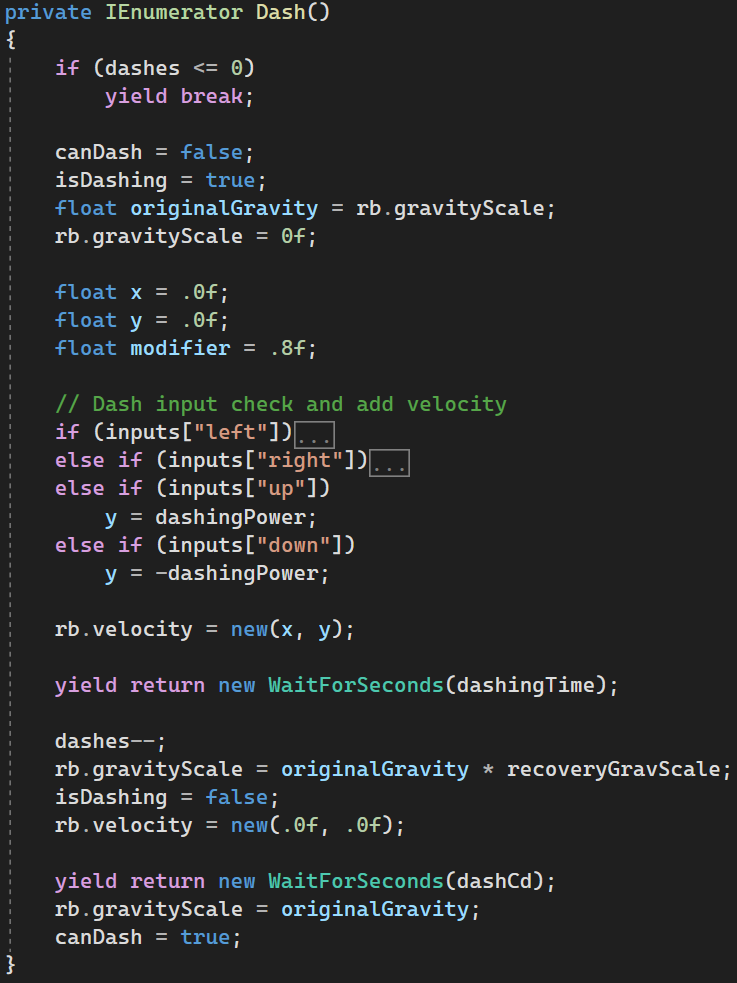 private IEnumerator Dash()
{
    if (dashes <= 0)
        yield break;

    canDash = false;
    isDashing = true;
    float originalGravity = rb.gravityScale;
    rb.gravityScale = 0f;

    float x = .0f;
    float y = .0f;
    float modifier = .8f;

    // Dash input check and add velocity
    if (inputs["left"])...
    else if (inputs["right"])...
    else if (inputs["up"])
        y = dashingPower;
    else if (inputs["down"])
        y = -dashingPower;

    rb.velocity = new(x, y);

    yield return new WaitForSeconds(dashingTime);

    dashes--;
    rb.gravityScale = originalGravity * recoveryGravScale;
    isDashing = false;
    rb.velocity = new(.0f, .0f);

    yield return new WaitForSeconds(dashCd);
    rb.gravityScale = originalGravity;
    canDash = true;
}